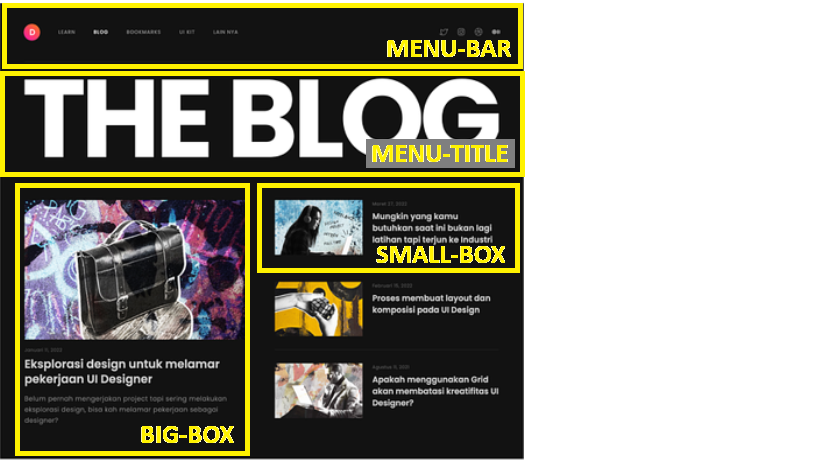 D LEARN BLOG BOOKMARKS UI KIT LAIN NYA
MENU-BAR
THE BLOG
MENU-TITLE
Januari 11, 2022
Eksplorasi design untuk melamar
pekerjaan UI Designer
Belum pernah mengerjakan project tapi sering melakukan
eksplorasi design, bisa kah melamar pekerjaan sebagai
designer?
BIG-BOX
Maret 27, 2022
Mungkin yang kamu
butuhkan saat ini bukan lagi
latihan tapi terjun ke Industri
SMALL-BOX
Februari 19, 2022
Proses membuat layout dan
komposisi pada UI Design
Agustus 11, 2021
Apakah menggunakan Grid
akan membatasi kreatifitas UI
Designer?